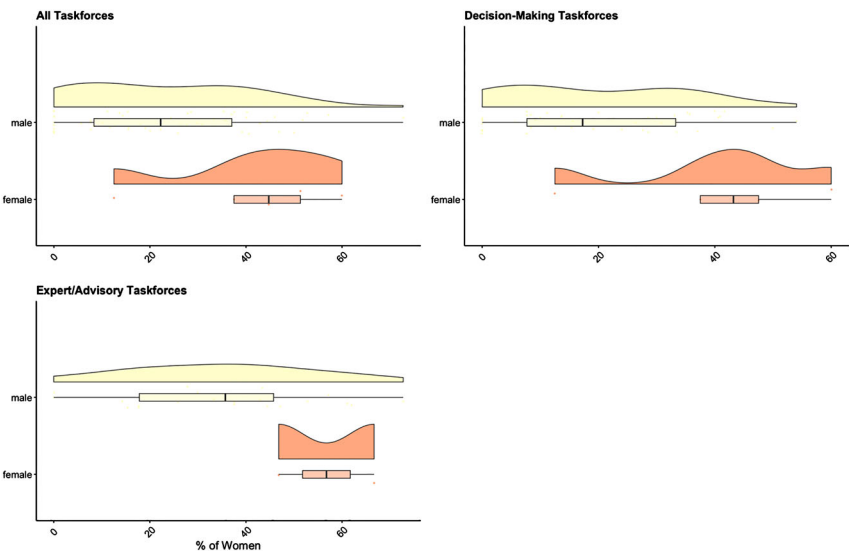 All Taskforces
male
female
0
20
40
60
Decision-Making Taskforces
male
female
0
20
40
60
Expert/Advisory Taskforces
male
female
0
20
40
60
% of Women